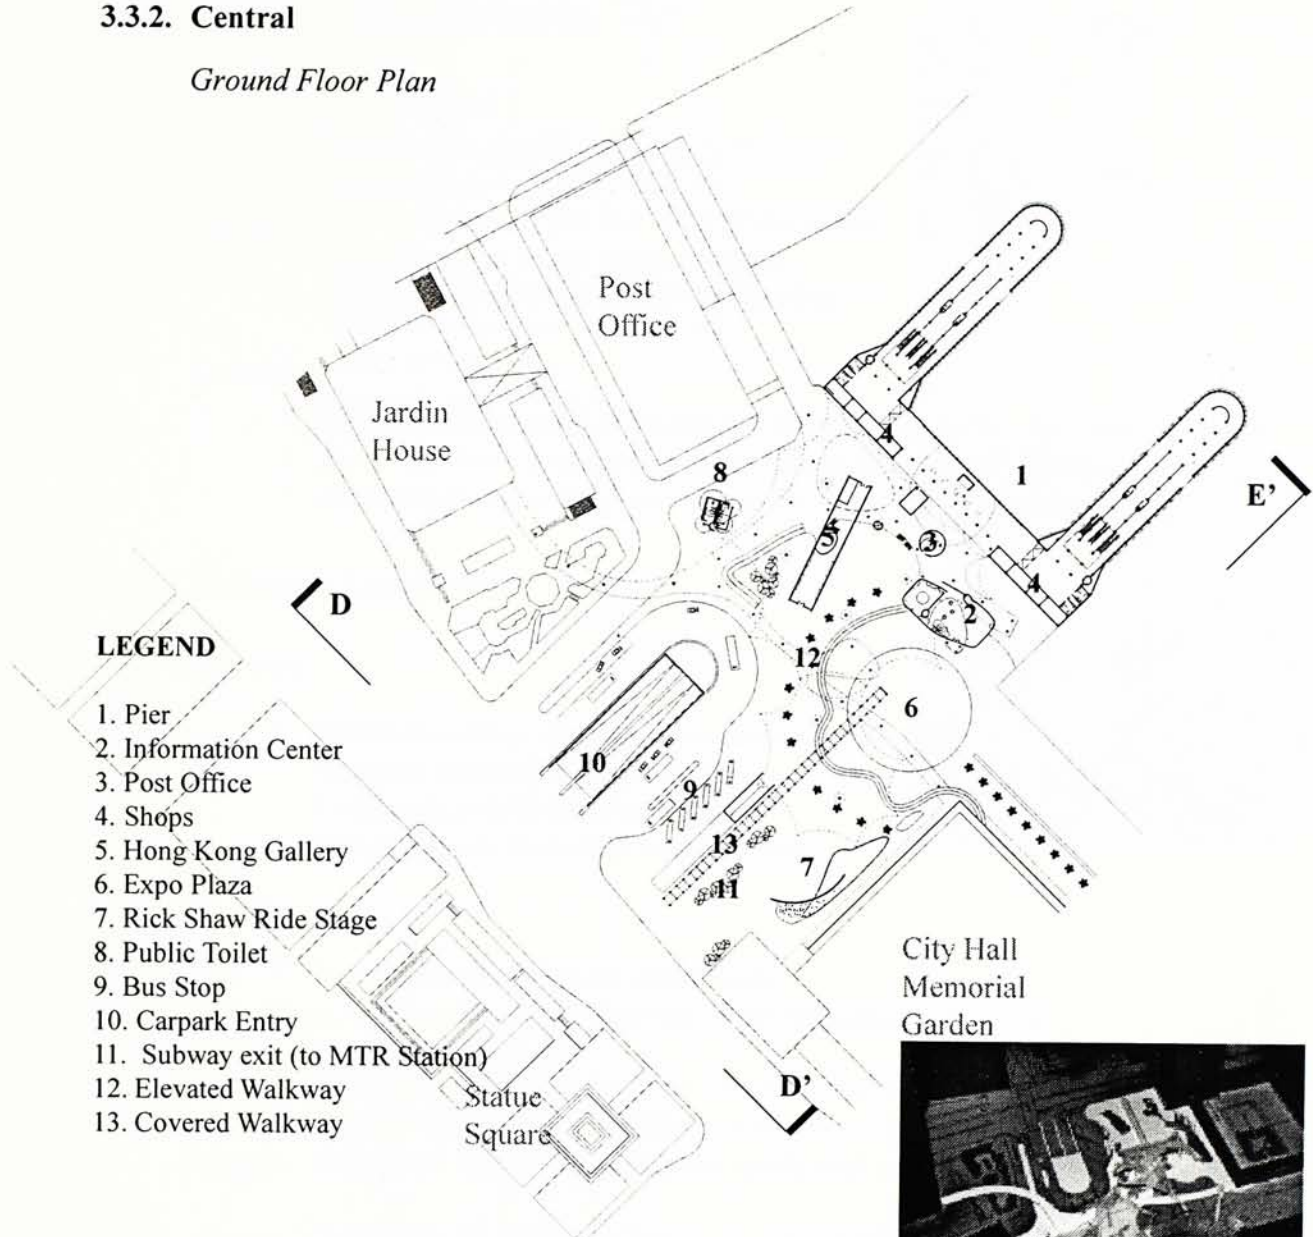 3.3.2. Central
Ground Floor Plan
Post
Office
Jardin
House
8
4
1
E’
5
3
4
2
D
12
6
10
9
13
7
11
LEGEND
1. Pier
2. Information Center
3. Post Office
4. Shops
5. Hong Kong Gallery
6. Expo Plaza
7. Rick Shaw Ride Stage
8. Public Toilet
9. Bus Stop
10. Carpark Entry
11. Subway exit (to MTR Station)
12. Elevated Walkway
13. Covered Walkway
City Hall
Memorial
Garden
D’
Statue
Square